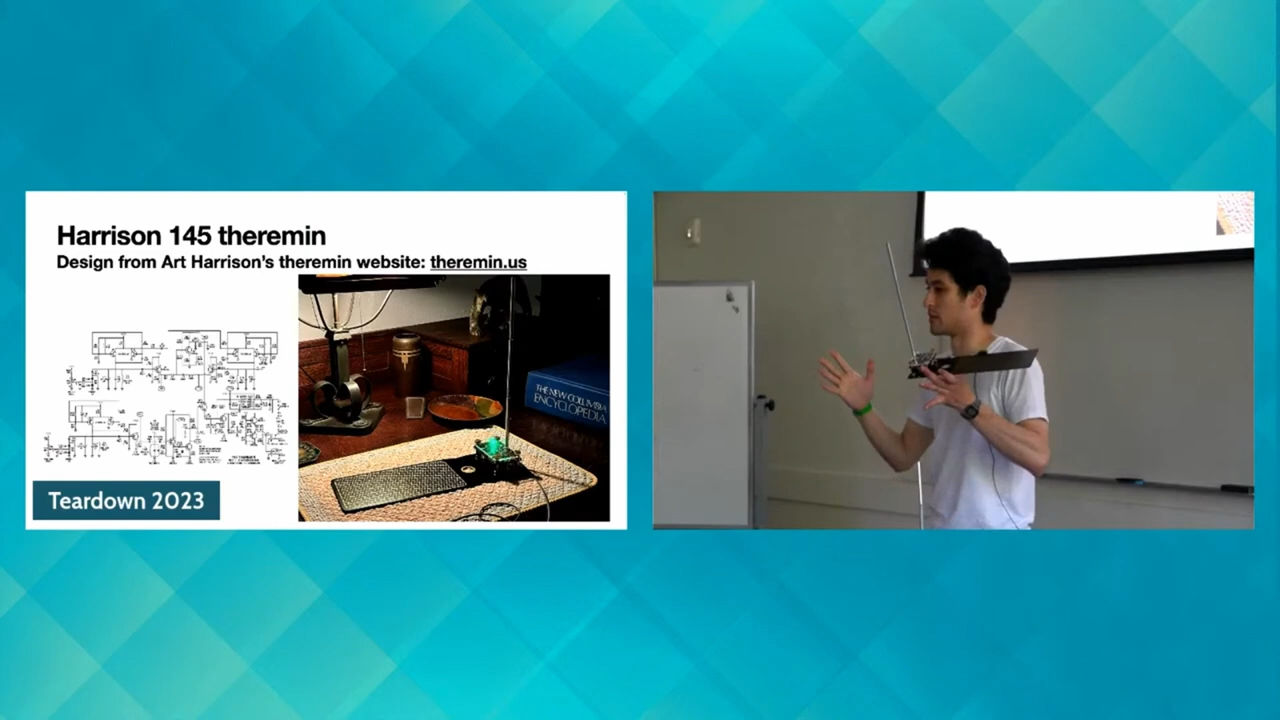 Harrison 145 theremin
Design from Art Harrison's theremin website: theremin.us
THE NEW COLUMBIA
ENCYCLOPEDIA
Teardown 2023